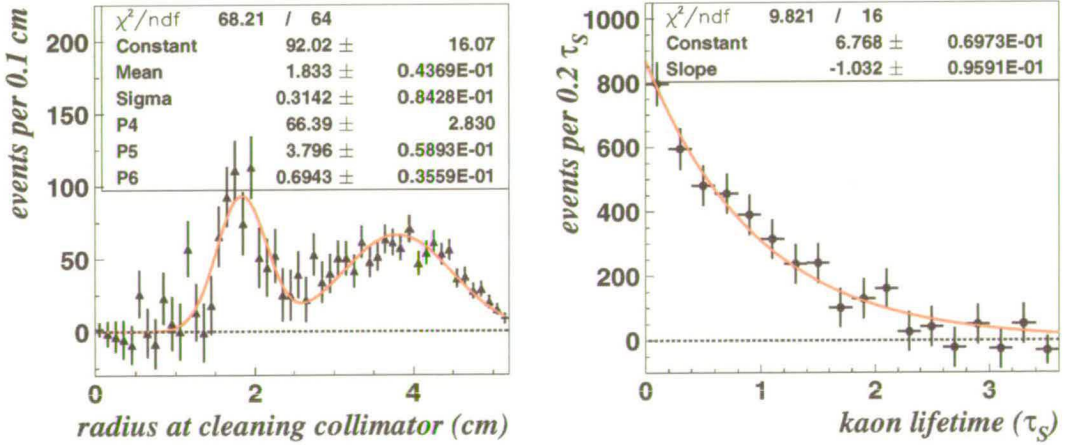 events per 0.1 cm
200
150
100
50
0
χ²/ndf 68.21 / 64
Constant 92.02 ± 16.07
Mean 1.833 ± 0.4369E-01
Sigma 0.3142 ± 0.8428E-01
P4 66.39 ± 2.830
P5 3.796 ± 0.5893E-01
P6 0.6943 ± 0.3559E-01
0 2 4
radius at cleaning collimator (cm)
events per 0.2 τS
1000
800
600
400
200
0
χ²/ndf 9.821 / 16
Constant 6.768 ± 0.6973E-01
Slope -1.032 ± 0.9591E-01
0 1 2 3
kaon lifetime (τS)